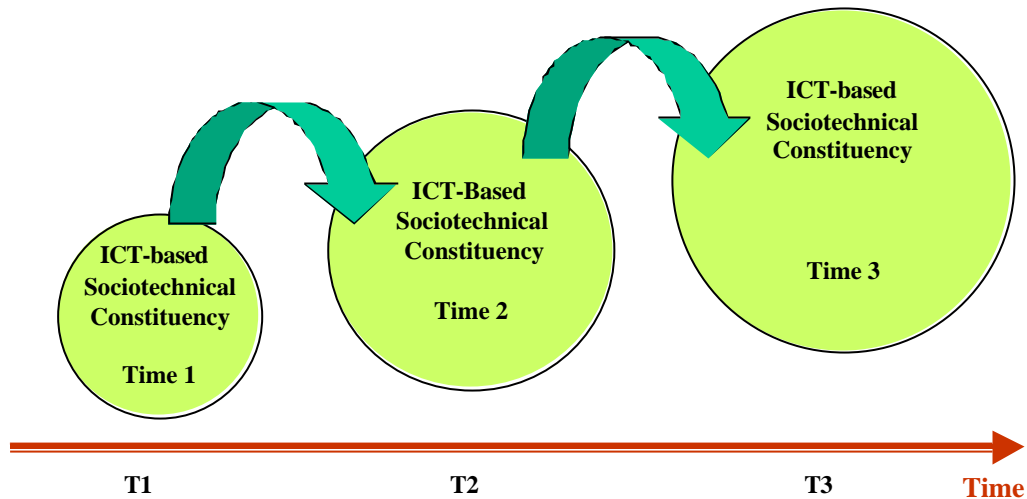 ICT-based
Sociotechnical
Constituency
Time 1
ICT-Based
Sociotechnical
Constituency
Time 2
ICT-based
Sociotechnical
Constituency
Time 3
T1
T2
T3
Time